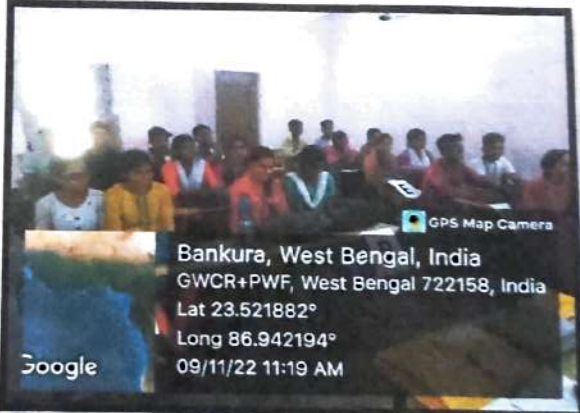 GPS Map Camera
Bankura, West Bengal, India
GWCR+PWF, West Bengal 722158, India
Lat 23.521882°
Long 86.942194°
09/11/22 11:19 AM
Google